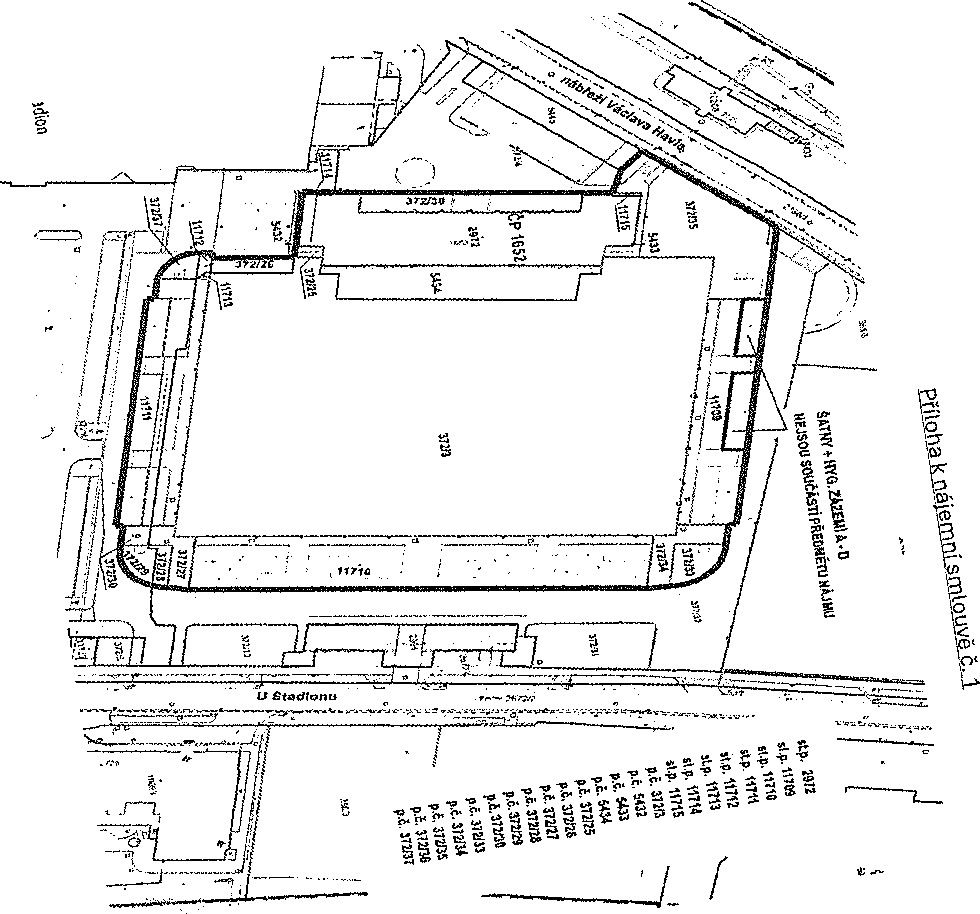 Příloha k nájemní smlouvě č. 1
nábřeží Václava Havla
ŠATNY + HYG. ZÁZEMÍ A - D
NEJSOU SOUČÁSTÍ PŘEDMĚTU NÁJMU
372/35
5433
11715
372/36
čp 1652
2972
5434
11714
5432
372/37
11712
372/26
372/25
11713
11711
11709
372/3
11710
372/34
372/33
372/27
372/28
372/29
372/30
U Stadionu
st.p. 2972
st.p. 11709
st.p. 11710
st.p. 11711
st.p. 11712
st.p. 11713
st.p. 11714
st.p. 11715
p.č. 372/3
p.č. 5432
p.č. 5433
p.č. 5434
p.č. 372/25
p.č. 372/26
p.č. 372/27
p.č. 372/28
p.č. 372/29
p.č. 372/30
p.č. 372/33
p.č. 372/34
p.č. 372/35
p.č. 372/36
p.č. 372/37